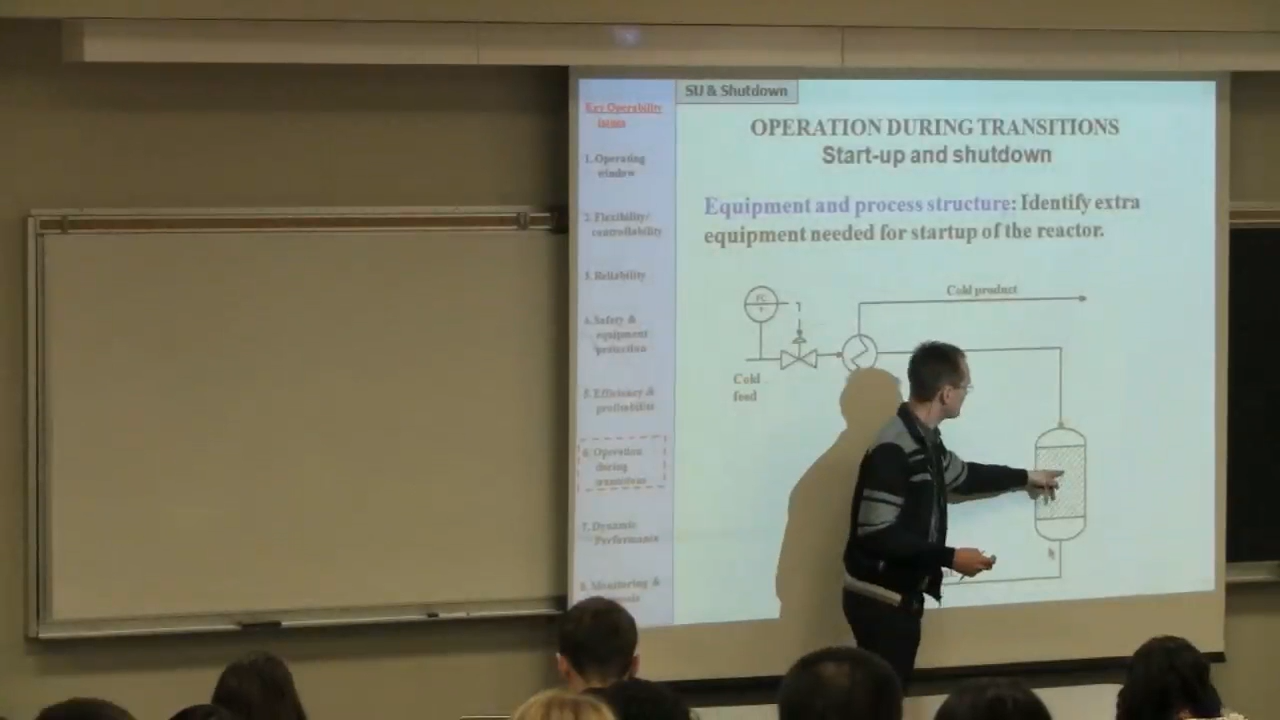 Key Operability
issues
1. Operating
window
2. Flexibility/
controllability
3. Reliability
4. Safety &
equipment
protection
5. Efficiency &
profitability
6. Operation
during
transitions
7. Dynamic
Performance
8. Monitoring &
SU & Shutdown
OPERATION DURING TRANSITIONS
Start-up and shutdown
Equipment and process structure: Identify extra
equipment needed for startup of the reactor.
FC
Cold product
Cold
feed